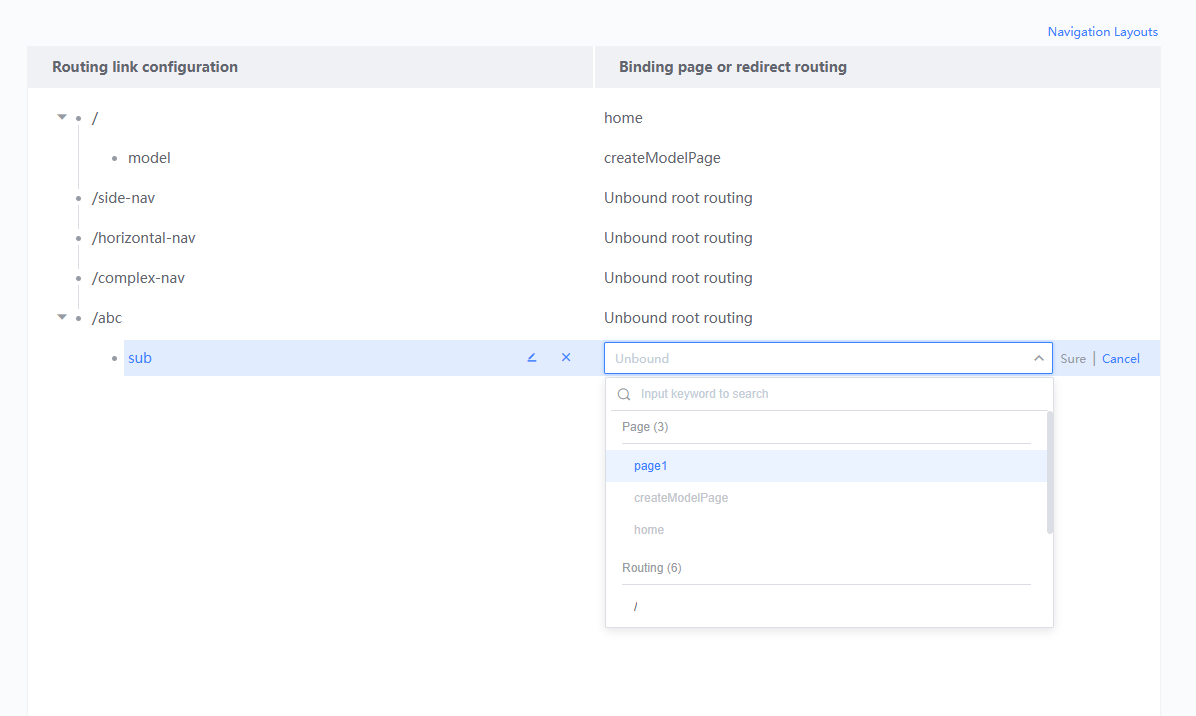 Navigation Layouts
Routing link configuration Binding page or redirect routing
/ home
model createModelPage
/side-nav Unbound root routing
/horizontal-nav Unbound root routing
/complex-nav Unbound root routing
/abc Unbound root routing
sub Unbound Sure | Cancel
Input keyword to search
Page (3)
page1
createModelPage
home
Routing (6)
/